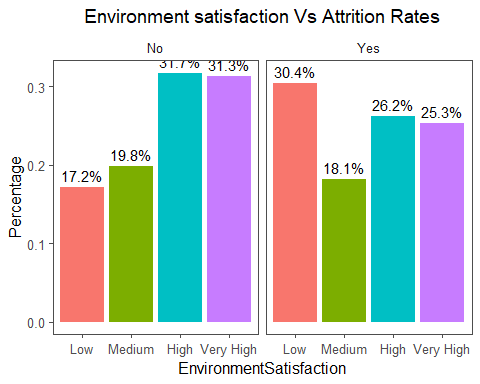 Environment satisfaction Vs Attrition Rates
No
Yes
Percentage
0.3
0.2
0.1
0.0
17.2%
19.8%
31.7%
31.3%
30.4%
18.1%
26.2%
25.3%
Low Medium High Very High
Low Medium High Very High
EnvironmentSatisfaction